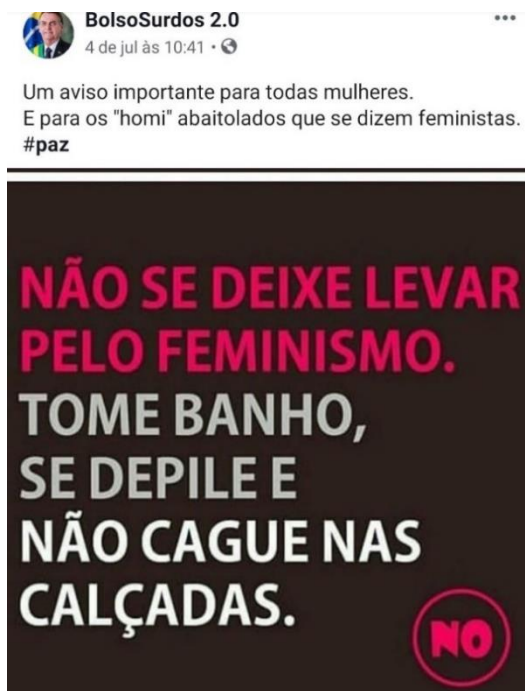 BolsoSurdos 2.0
4 de jul às 10:41 ·
Um aviso importante para todas mulheres.
E para os "homi" abaitolados que se dizem feministas.
#paz
NÃO SE DEIXE LEVAR
PELO FEMINISMO.
TOME BANHO,
SE DEPILE E
NÃO CAGUE NAS
CALÇADAS.
NO